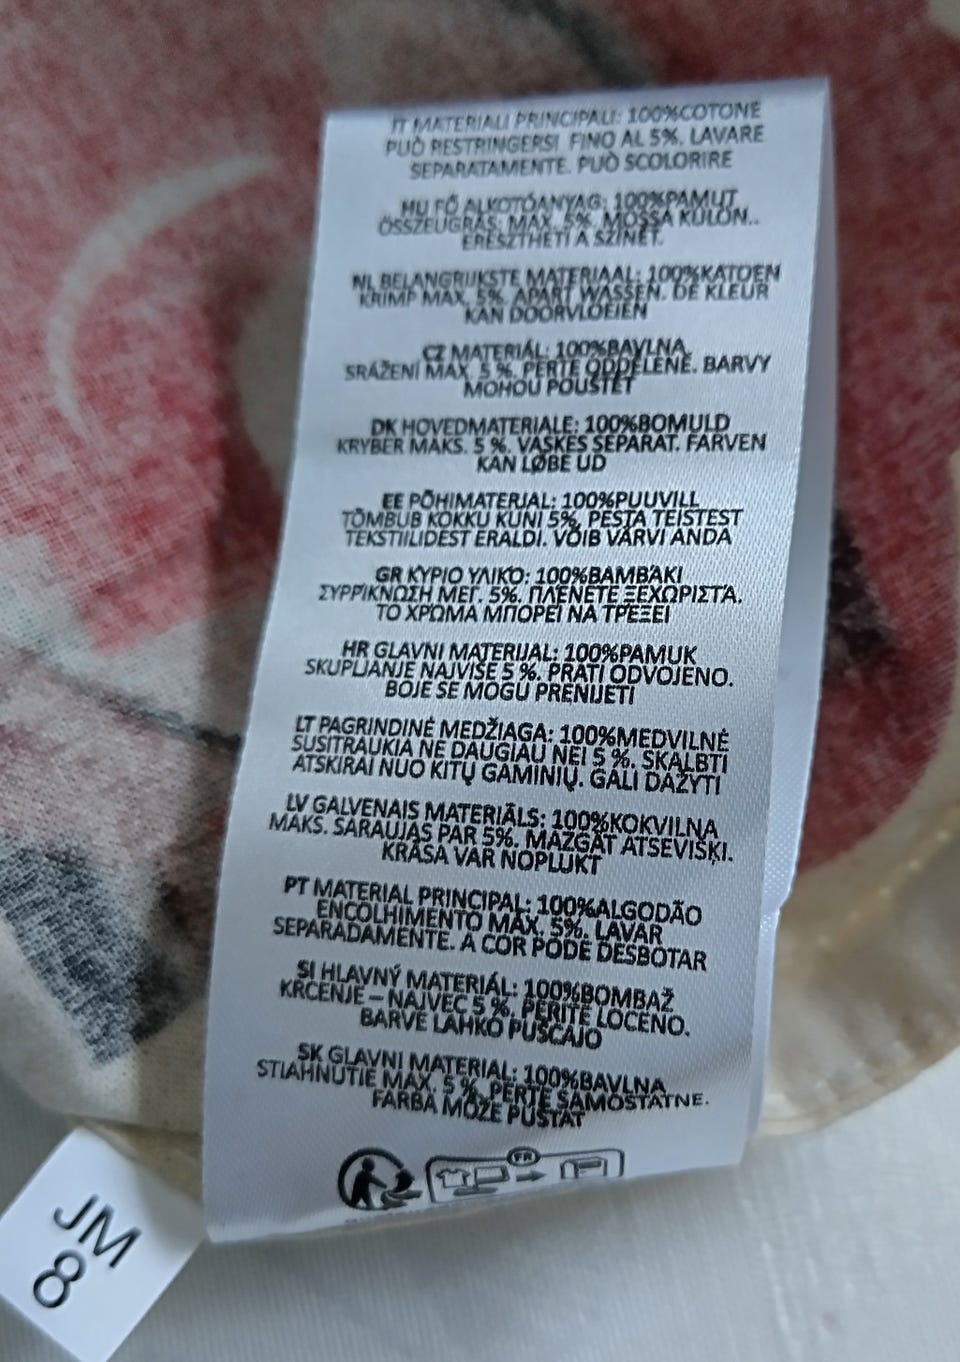 IT MATERIALI PRINCIPALI: 100%COTONE
PUÒ RESTRINGERSI FINO AL 5%. LAVARE
SEPARATAMENTE. PUÒ SCOLORIRE
HU FŐ ALKOTÓANYAG: 100%PAMUT
ÖSSZEUGRÁS: MAX. 5%. MOSSA KÜLÖN..
ERESZTHETI A SZÍNÉT.
NL BELANGRIJKSTE MATERIAAL: 100%KATOEN
KRIMP MAX. 5%. APART WASSEN. DE KLEUR
KAN DOORVLOEIEN
CZ MATERIÁL: 100%BAVLNA
SRÁŽENÍ MAX. 5 %. PERTE ODDĚLENĚ. BARVY
MOHOU POUŠTĚT
DK HOVEDMATERIALE: 100%BOMULD
KRYBER MAKS. 5 %. VASKES SEPARAT. FARVEN
KAN LØBE UD
EE PÕHIMATERJAL: 100%PUUVILL
TÕMBUB KOKKU KUNI 5%. PESTA TEISTEST
TEKSTIILIDEST ERALDI. VÕIB VÄRVI ANDA
GR ΚΥΡΙΟ ΥΛΙΚΌ: 100%ΒΑΜΒΆΚΙ
ΣΥΡΡΊΚΝΩΣΗ ΜΕΓ. 5%. ΠΛΈΝΕΤΕ ΞΕΧΩΡΙΣΤΆ.
ΤΟ ΧΡΏΜΑ ΜΠΟΡΕΊ ΝΑ ΤΡΈΞΕΙ
HR GLAVNI MATERIJAL: 100%PAMUK
SKUPLJANJE NAJVIŠE 5 %. PRATI ODVOJENO.
BOJE SE MOGU PRENIJETI
LT PAGRINDINĖ MEDŽIAGA: 100%MEDVILNĖ
SUSITRAUKIA NE DAUGIAU NEI 5 %. SKALBTI
ATSKIRAI NUO KITŲ GAMINIŲ. GALI DAŽYTI
LV GALVENAIS MATERIĀLS: 100%KOKVILNA
MAKS. SARAUJAS PAR 5%. MAZGĀT ATSEVIŠĶI.
KRĀSA VAR NOPLUKT
PT MATERIAL PRINCIPAL: 100%ALGODÃO
ENCOLHIMENTO MÁX. 5%. LAVAR
SEPARADAMENTE. A COR PODE DESBOTAR
SI HLAVNÝ MATERIÁL: 100%BOMBAŽ
KRČENJE – NAJVEČ 5 %. PERITE LOČENO.
BARVE LAHKO PUŠČAJO
SK GLAVNI MATERIAL: 100%BAVLNA
STIAHNUTIE MAX. 5 %. PERTE SAMOSTATNE.
FARBA MÔŽE PÚŠŤAŤ
FR
JM
8